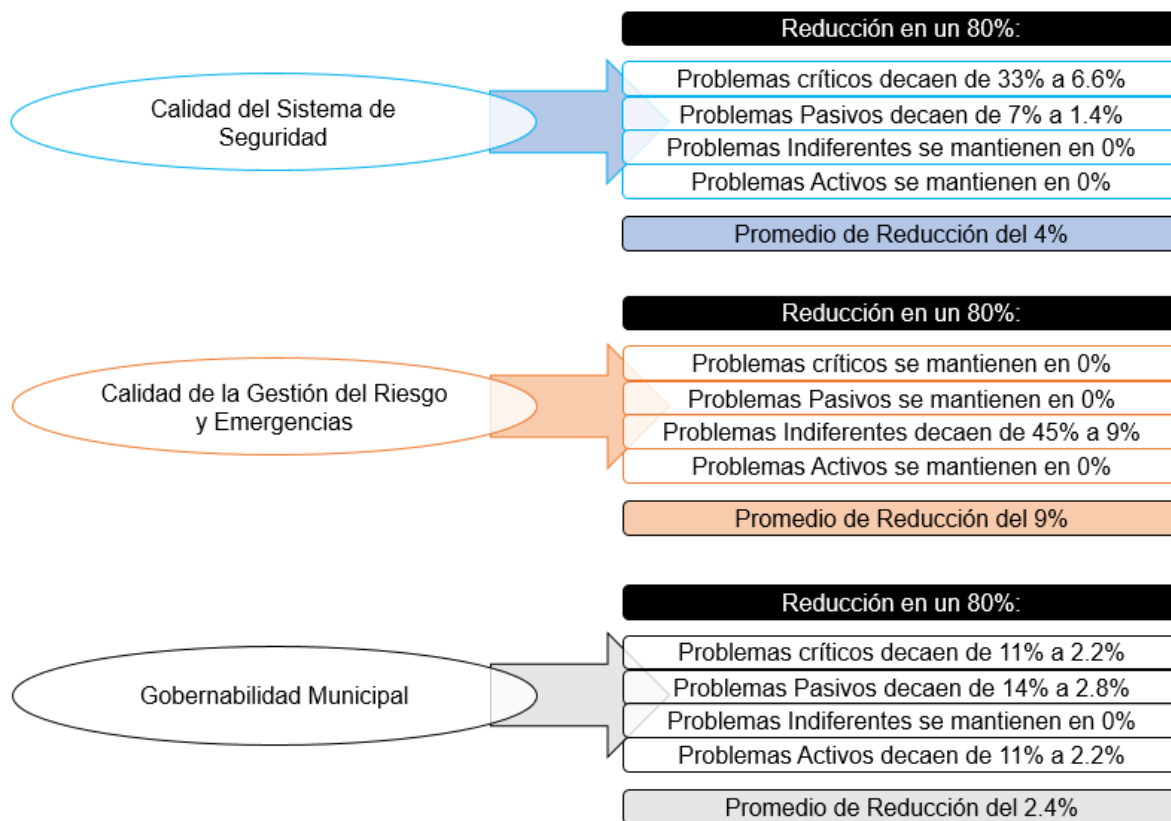 Reducción en un 80%:
Calidad del Sistema de
Seguridad
Problemas críticos decaen de 33% a 6.6%
Problemas Pasivos decaen de 7% a 1.4%
Problemas Indiferentes se mantienen en 0%
Problemas Activos se mantienen en 0%
Promedio de Reducción del 4%
Reducción en un 80%:
Calidad de la Gestión del Riesgo
y Emergencias
Problemas críticos se mantienen en 0%
Problemas Pasivos se mantienen en 0%
Problemas Indiferentes decaen de 45% a 9%
Problemas Activos se mantienen en 0%
Promedio de Reducción del 9%
Reducción en un 80%:
Gobernabilidad Municipal
Problemas críticos decaen de 11% a 2.2%
Problemas Pasivos decaen de 14% a 2.8%
Problemas Indiferentes se mantienen en 0%
Problemas Activos decaen de 11% a 2.2%
Promedio de Reducción del 2.4%